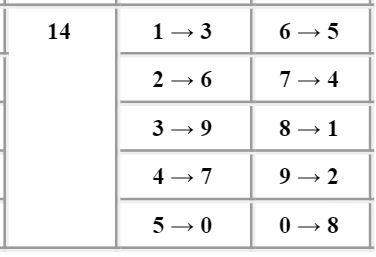 14 1 → 3 6 → 5
2 → 6 7 → 4
3 → 9 8 → 1
4 → 7 9 → 2
5 → 0 0 → 8